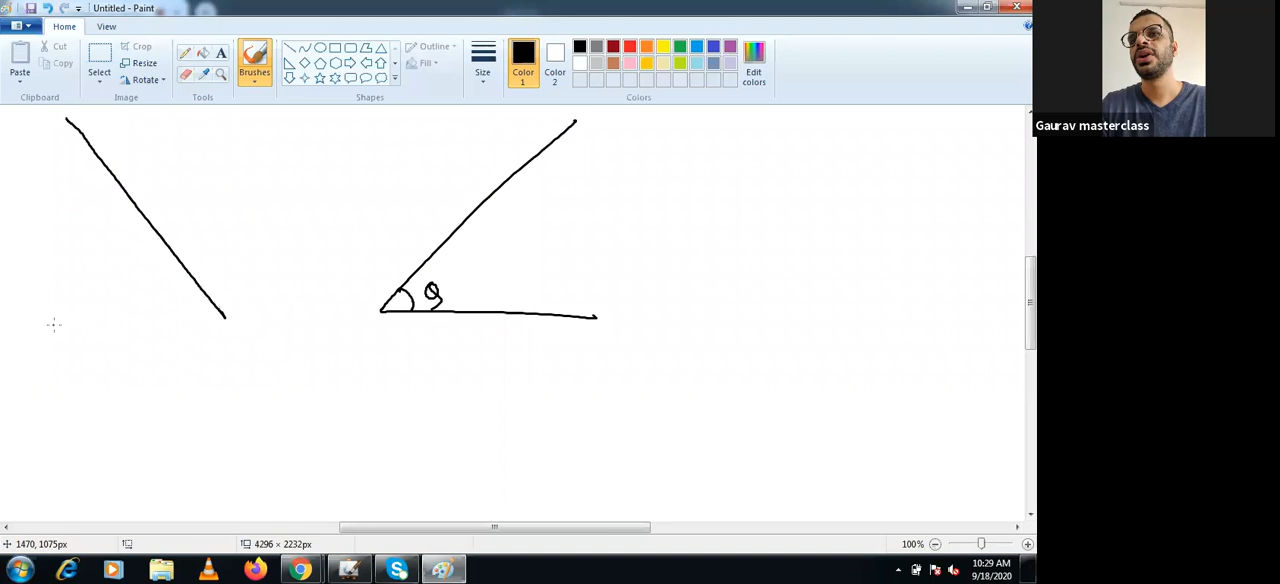 Untitled - Paint
Home
View
Paste
Cut
Copy
Clipboard
Select
Crop
Resize
Rotate
Image
Tools
Brushes
Shapes
Outline
Fill
Size
Color
1
Color
2
Edit
colors
Colors
Gaurav masterclass
1470, 1075px
4296 × 2232px
100%
10:29 AM
9/18/2020